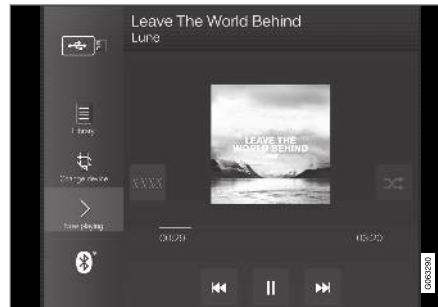 Leave The World Behind
Lune
Library
Change device
Now playing
LEAVE THE
WORLD BEHIND
XXXX
00:29
03:20
G063290